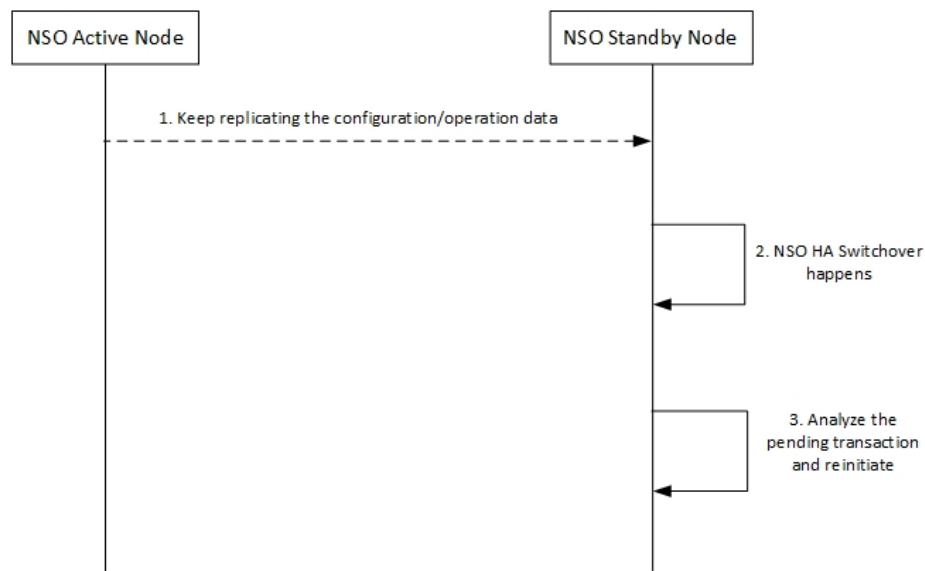 NSO Active Node
NSO Standby Node
1. Keep replicating the configuration/operation data
2. NSO HA Switchover
happens
3. Analyze the
pending transaction
and reinitiate